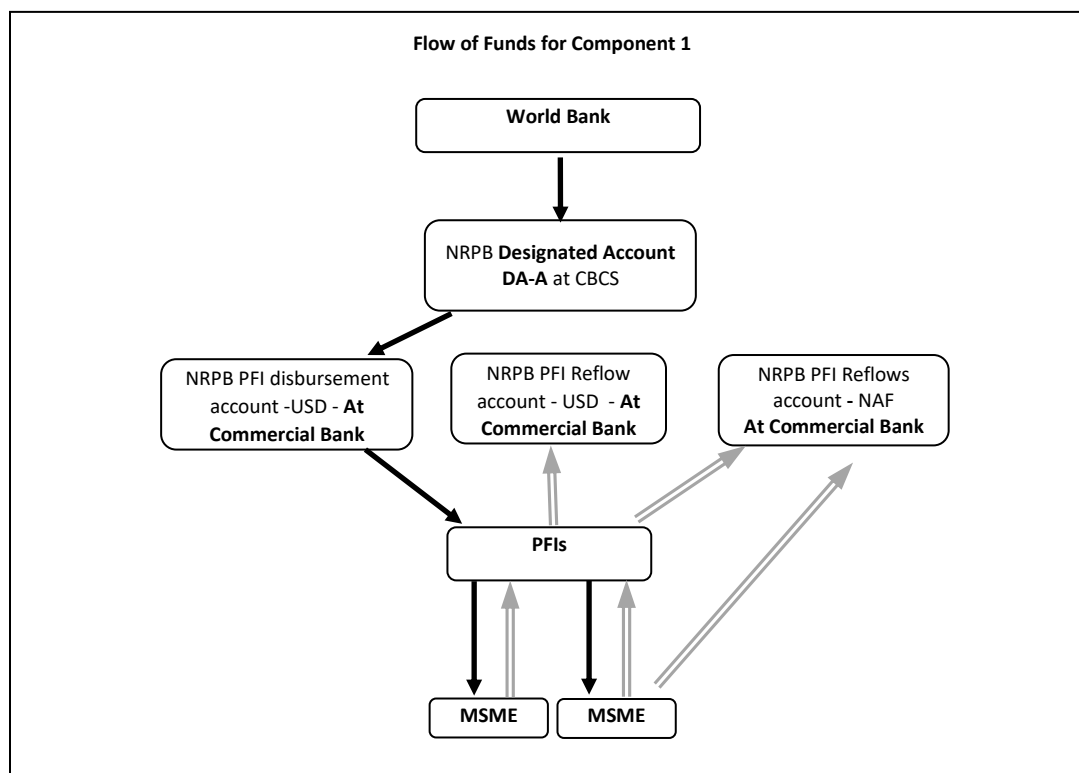 Flow of Funds for Component 1
World Bank
NRPB Designated Account
DA-A at CBCS
NRPB PFI disbursement
account -USD - At
Commercial Bank
NRPB PFI Reflow
account - USD - At
Commercial Bank
NRPB PFI Reflows
account - NAF
At Commercial Bank
PFIs
MSME
MSME